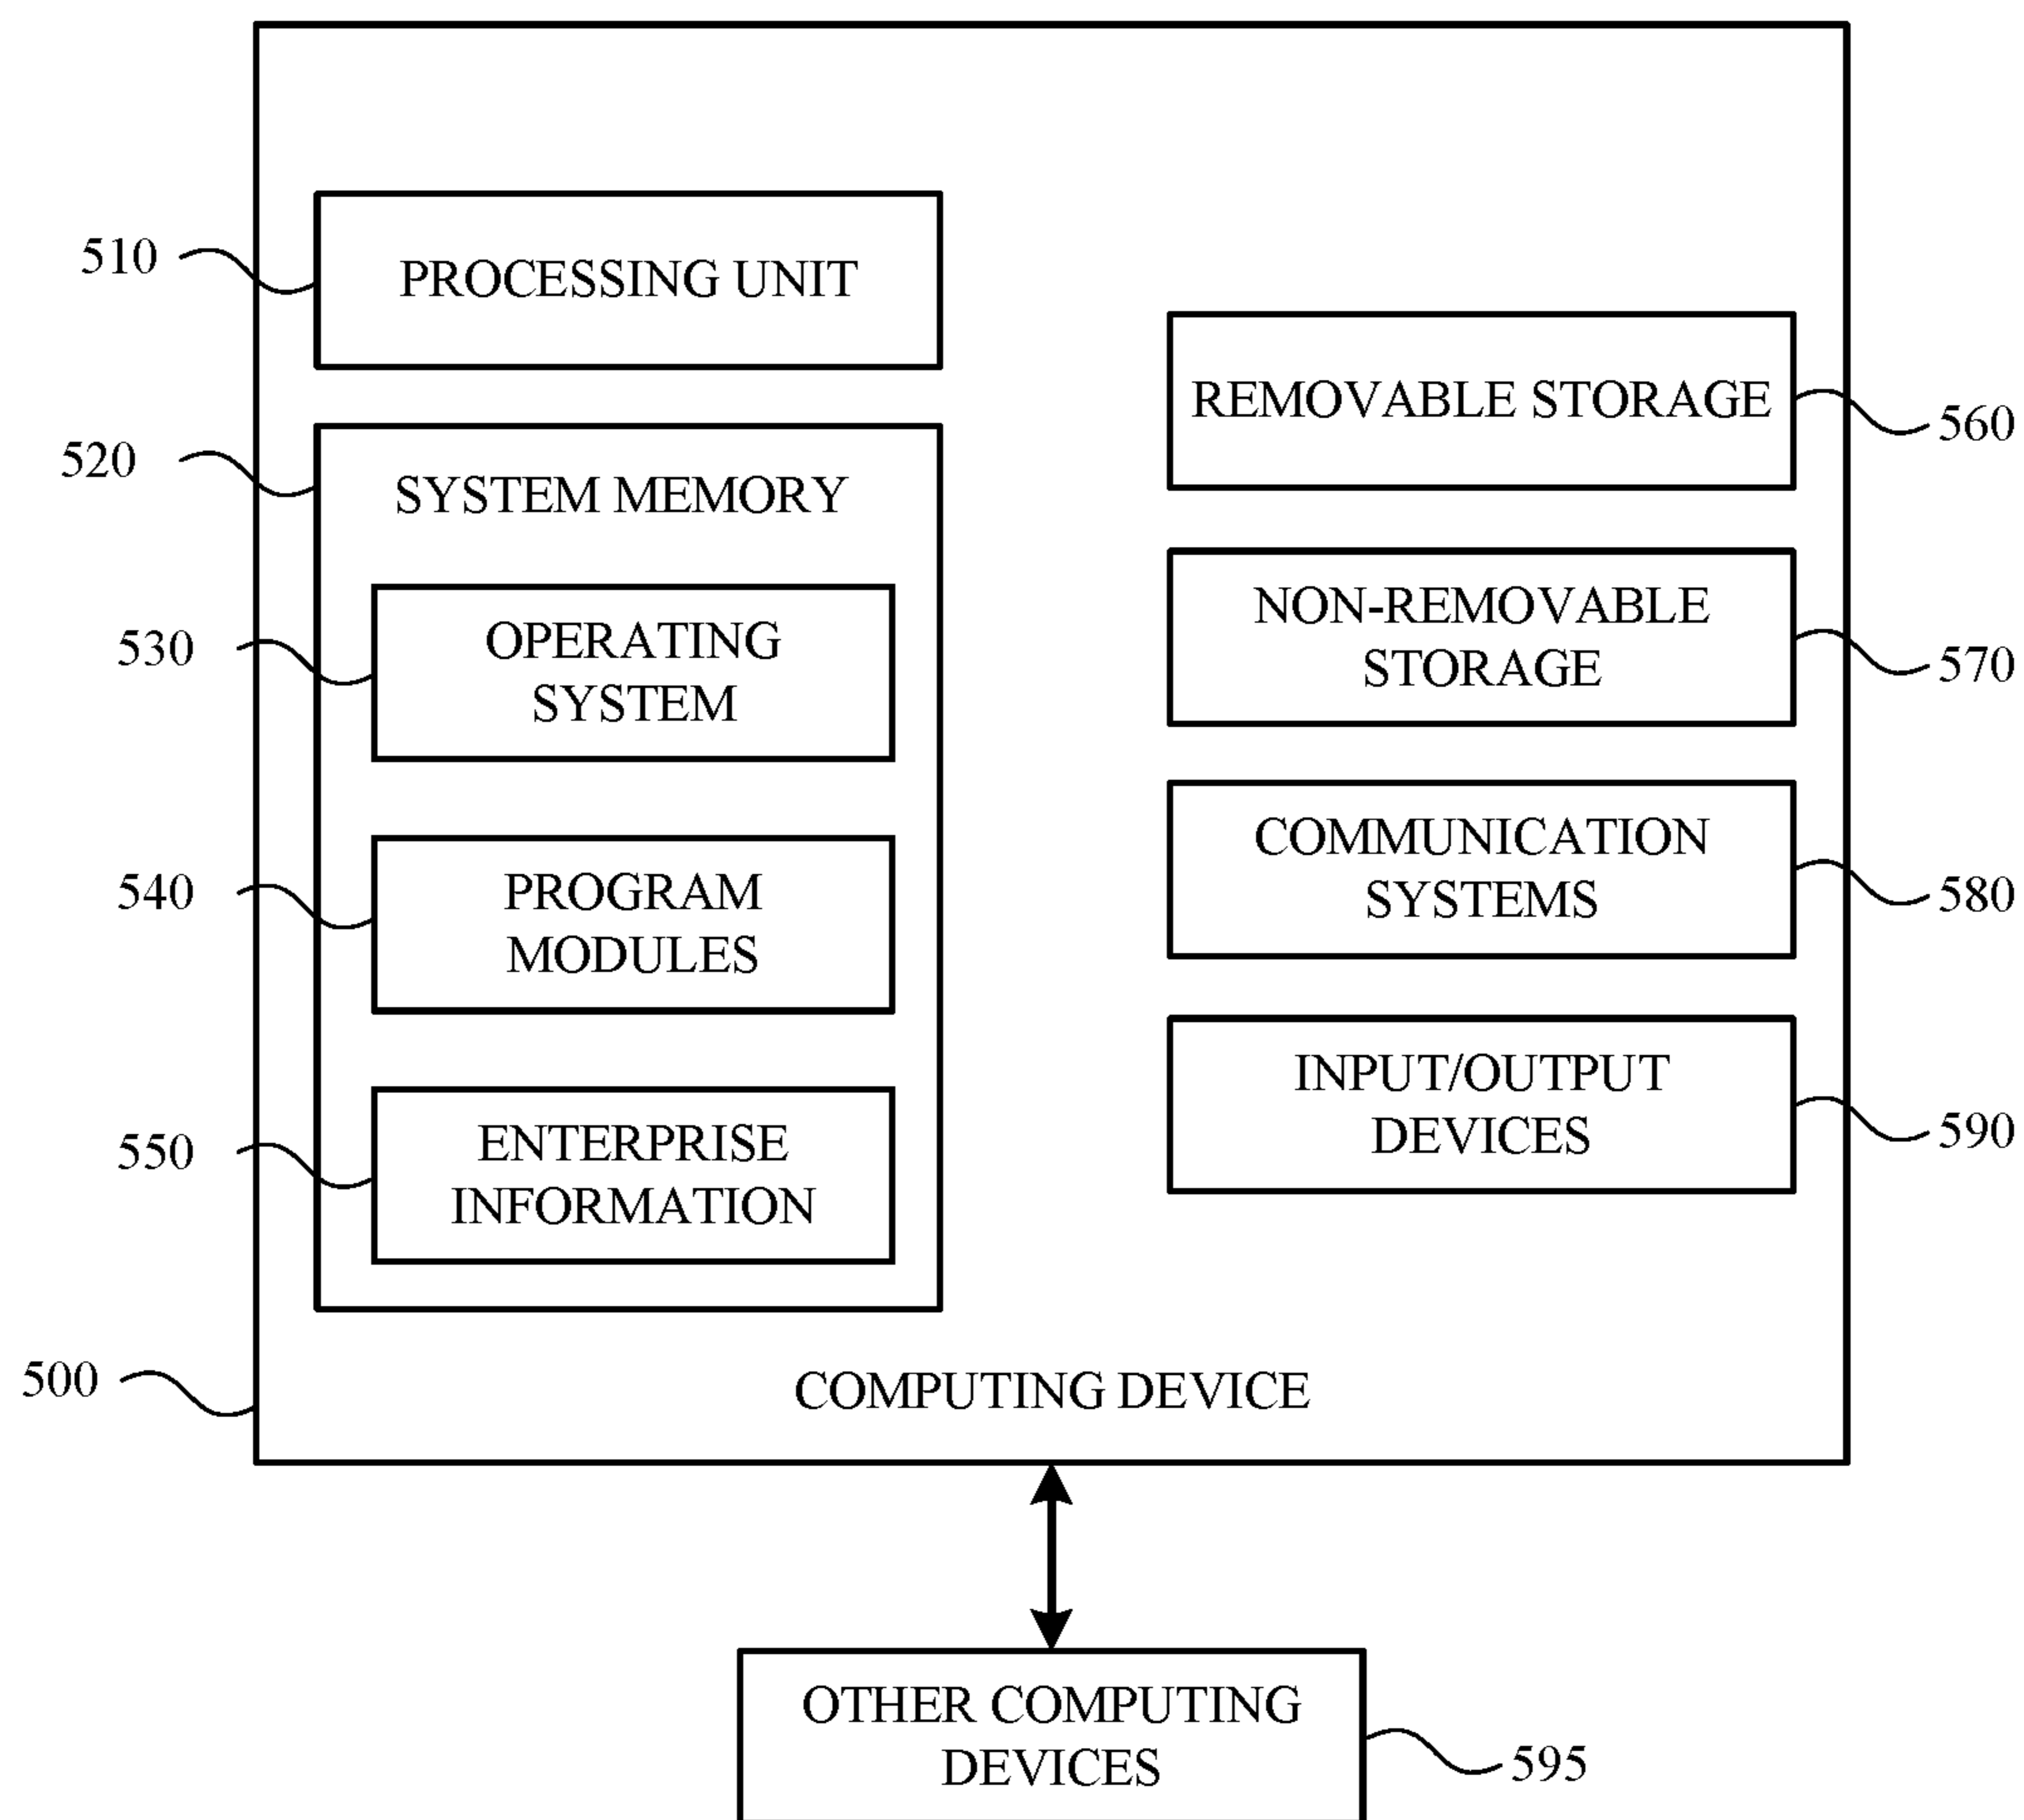 510
PROCESSING UNIT
520
SYSTEM MEMORY
530
OPERATING
SYSTEM
540
PROGRAM
MODULES
550
ENTERPRISE
INFORMATION
REMOVABLE STORAGE
560
NON-REMOVABLE
STORAGE
570
COMMUNICATION
SYSTEMS
580
INPUT/OUTPUT
DEVICES
590
500
COMPUTING DEVICE
OTHER COMPUTING
DEVICES
595